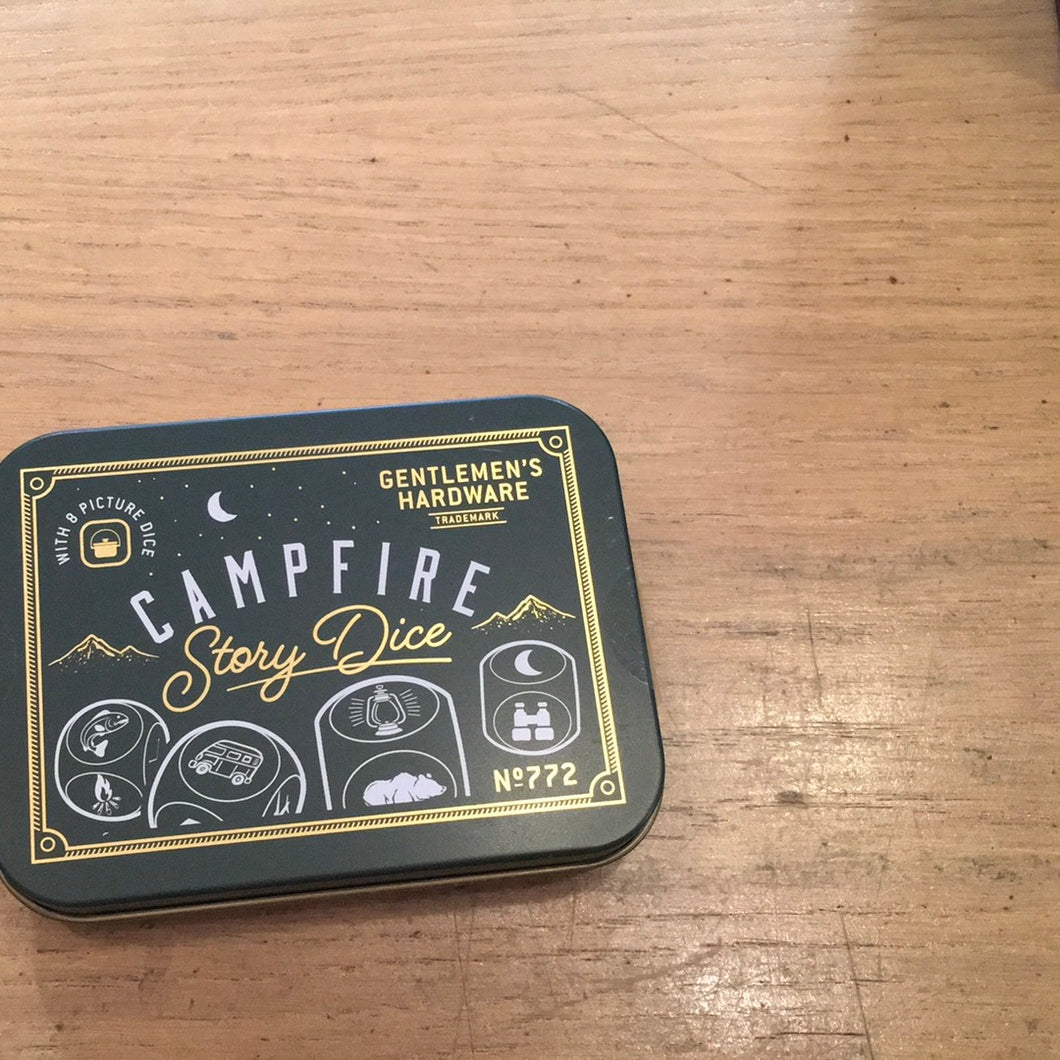 WITH 8 PICTURE DICE
GENTLEMEN'S
HARDWARE
TRADEMARK
CAMPFIRE
Story Dice
Nº772